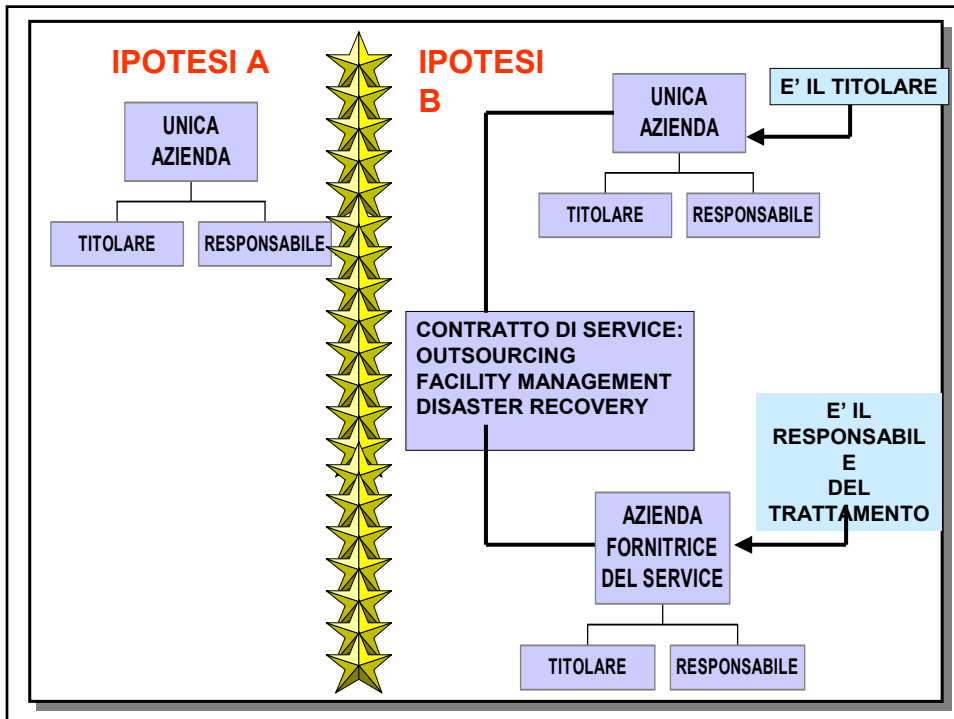 IPOTESI A
UNICA
AZIENDA
TITOLARE
RESPONSABILE
IPOTESI
B
UNICA
AZIENDA
E' IL TITOLARE
TITOLARE
RESPONSABILE
CONTRATTO DI SERVICE:
OUTSOURCING
FACILITY MANAGEMENT
DISASTER RECOVERY
E' IL
RESPONSABIL
E
DEL
TRATTAMENTO
AZIENDA
FORNITRICE
DEL SERVICE
TITOLARE
RESPONSABILE